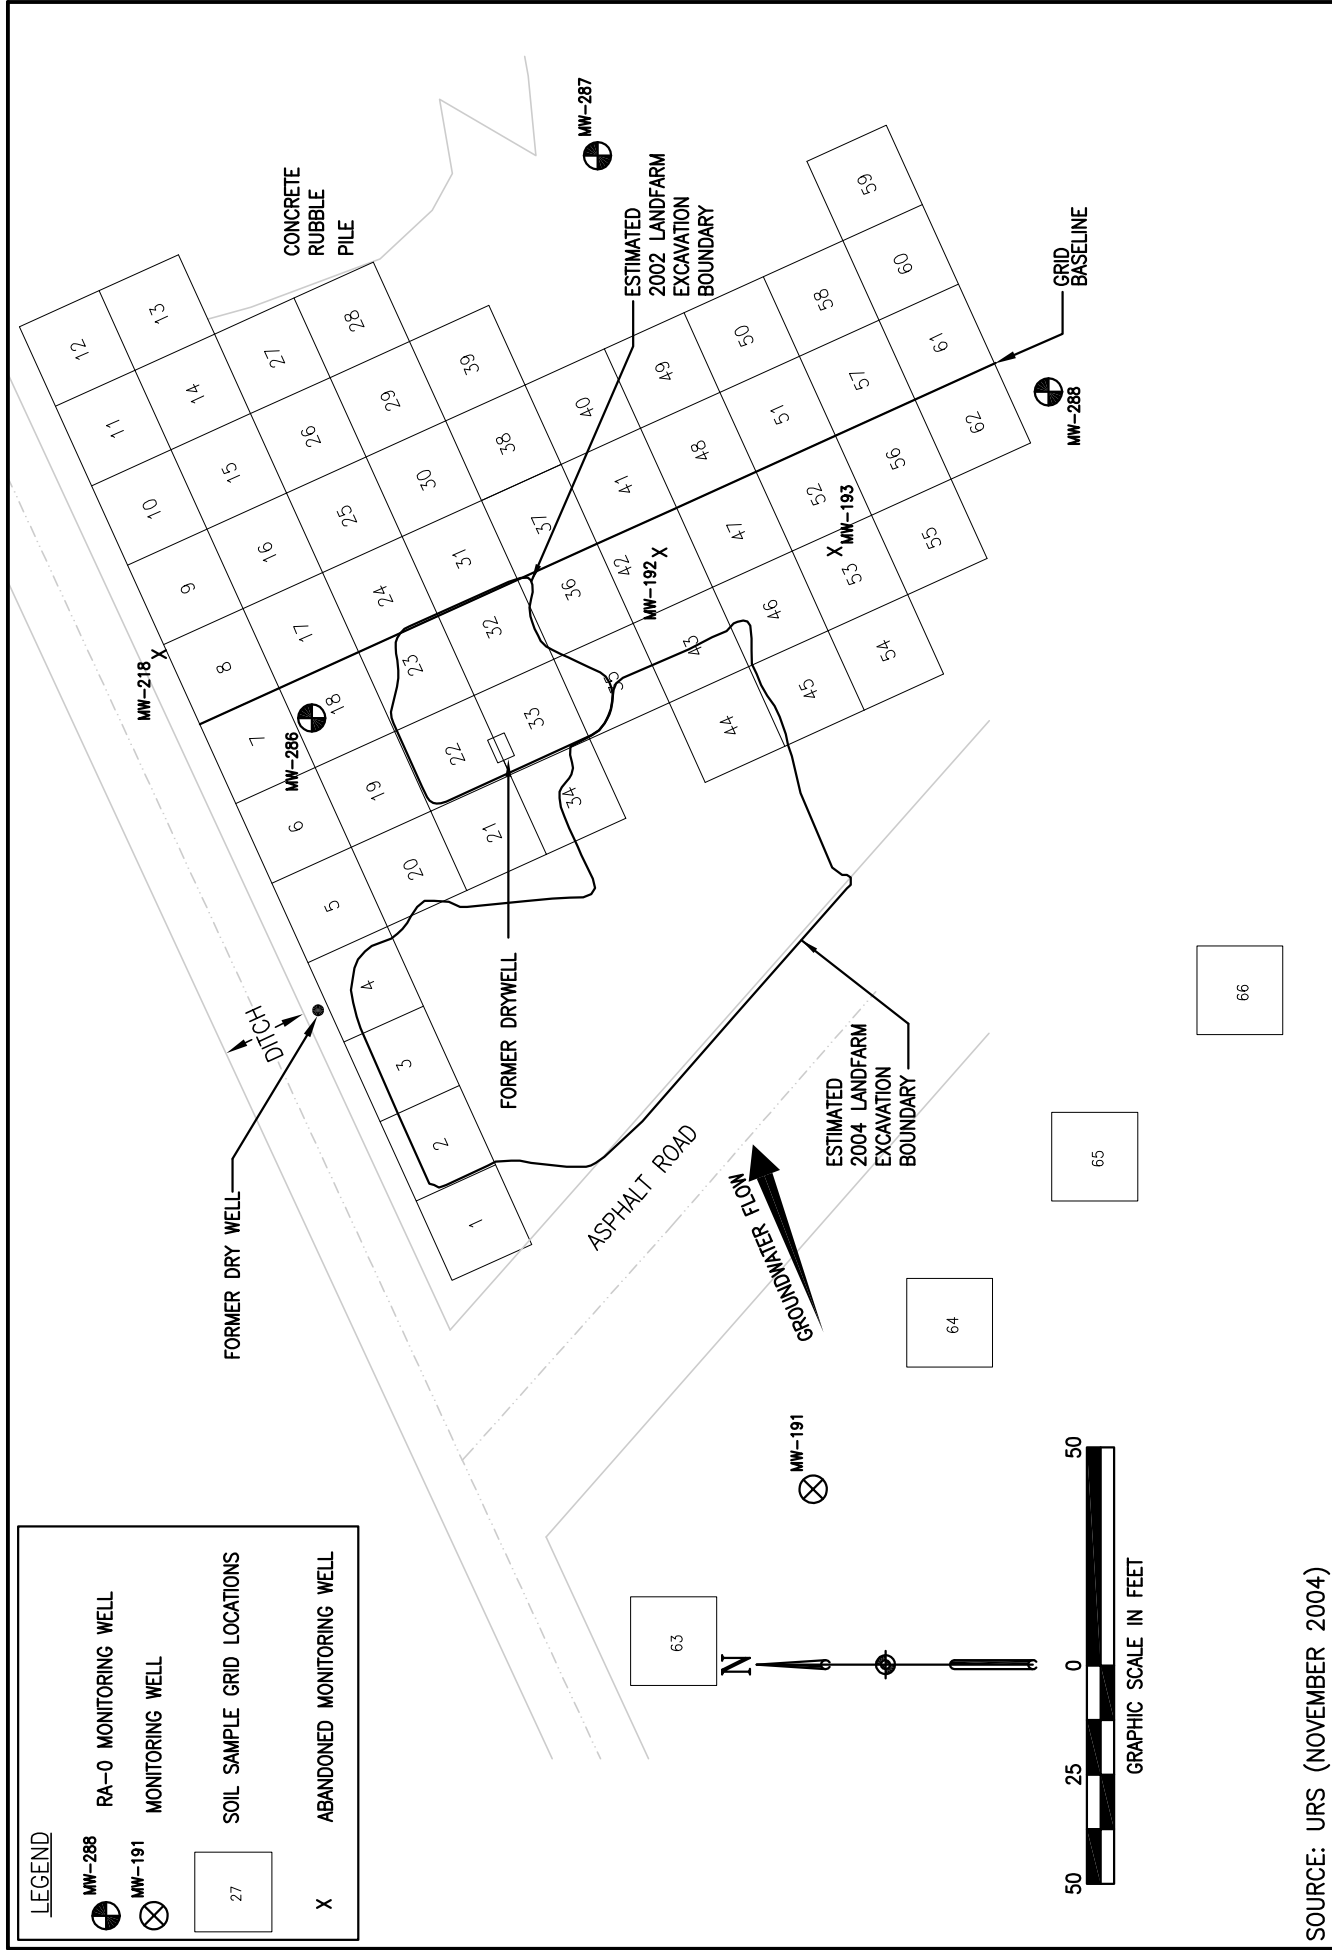 LEGEND
MW-288
RA-O MONITORING WELL
MW-191
MONITORING WELL
27
SOIL SAMPLE GRID LOCATIONS
X
ABANDONED MONITORING WELL
FORMER DRY WELL
DITCH
MW-218
X
MW-286
CONCRETE
RUBBLE
PILE
MW-287
ESTIMATED
2002 LANDFARM
EXCAVATION
BOUNDARY
GRID
BASELINE
MW-288
MW-192
X
X
MW-193
FORMER DRYWELL
ESTIMATED
2004 LANDFARM
EXCAVATION
BOUNDARY
ASPHALT ROAD
GROUNDWATER FLOW
MW-191
1
2
3
4
5
6
7
8
9
10
11
12
13
14
15
16
17
18
19
20
21
22
23
24
25
26
27
28
29
30
31
32
33
34
35
36
37
38
39
40
41
42
43
44
45
46
47
48
49
50
51
52
53
54
55
56
57
58
59
60
61
62
63
64
65
66
N
50
25
0
50
GRAPHIC SCALE IN FEET
SOURCE: URS (NOVEMBER 2004)